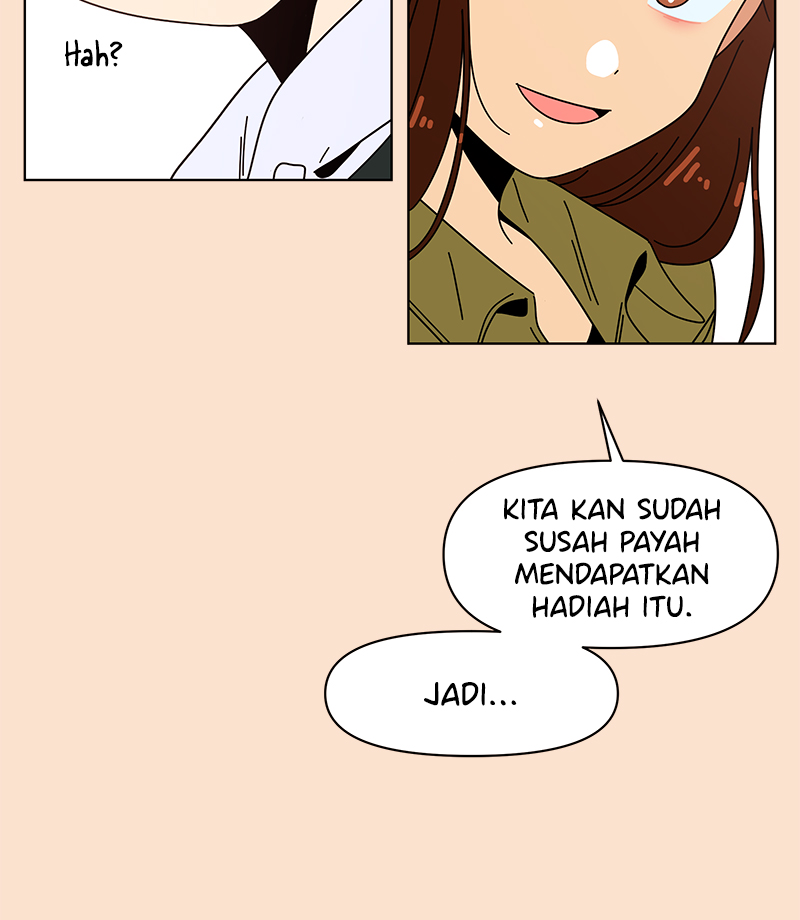 Hah?
KITA KAN SUDAH
SUSAH PAYAH
MENDAPATKAN
HADIAH ITU.
JADI...